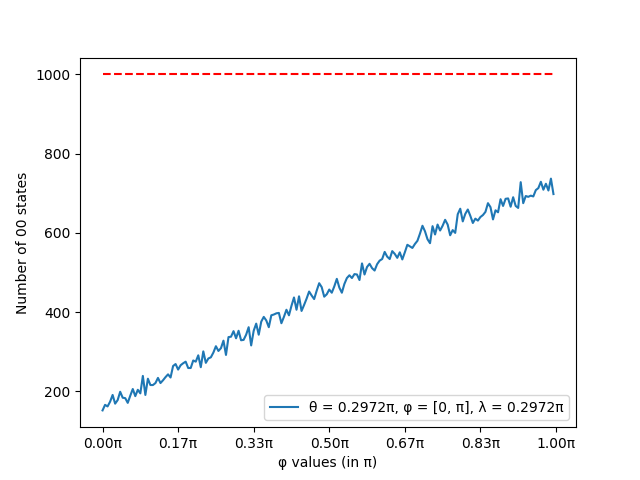 1000
800
600
400
200
Number of 00 states
θ = 0.2972π, φ = [0, π], λ = 0.2972π
0.00π 0.17π 0.33π 0.50π 0.67π 0.83π 1.00π
φ values (in π)